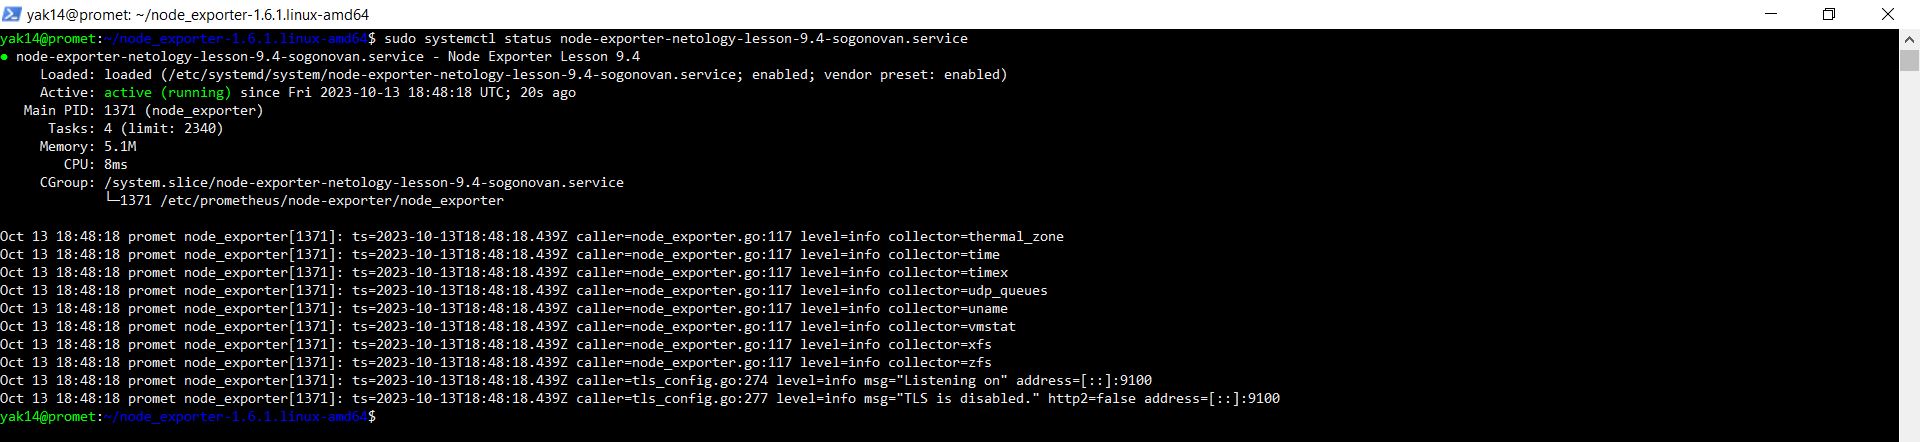 yak14@promet: ~/node_exporter-1.6.1.linux-amd64
yak14@promet:~/node_exporter-1.6.1.linux-amd64$ sudo systemctl status node-exporter-netology-lesson-9.4-sogonovan.service
● node-exporter-netology-lesson-9.4-sogonovan.service - Node Exporter Lesson 9.4
     Loaded: loaded (/etc/systemd/system/node-exporter-netology-lesson-9.4-sogonovan.service; enabled; vendor preset: enabled)
     Active: active (running) since Fri 2023-10-13 18:48:18 UTC; 20s ago
   Main PID: 1371 (node_exporter)
      Tasks: 4 (limit: 2340)
     Memory: 5.1M
        CPU: 8ms
     CGroup: /system.slice/node-exporter-netology-lesson-9.4-sogonovan.service
             └─1371 /etc/prometheus/node-exporter/node_exporter

Oct 13 18:48:18 promet node_exporter[1371]: ts=2023-10-13T18:48:18.439Z caller=node_exporter.go:117 level=info collector=thermal_zone
Oct 13 18:48:18 promet node_exporter[1371]: ts=2023-10-13T18:48:18.439Z caller=node_exporter.go:117 level=info collector=time
Oct 13 18:48:18 promet node_exporter[1371]: ts=2023-10-13T18:48:18.439Z caller=node_exporter.go:117 level=info collector=timex
Oct 13 18:48:18 promet node_exporter[1371]: ts=2023-10-13T18:48:18.439Z caller=node_exporter.go:117 level=info collector=udp_queues
Oct 13 18:48:18 promet node_exporter[1371]: ts=2023-10-13T18:48:18.439Z caller=node_exporter.go:117 level=info collector=uname
Oct 13 18:48:18 promet node_exporter[1371]: ts=2023-10-13T18:48:18.439Z caller=node_exporter.go:117 level=info collector=vmstat
Oct 13 18:48:18 promet node_exporter[1371]: ts=2023-10-13T18:48:18.439Z caller=node_exporter.go:117 level=info collector=xfs
Oct 13 18:48:18 promet node_exporter[1371]: ts=2023-10-13T18:48:18.439Z caller=node_exporter.go:117 level=info collector=zfs
Oct 13 18:48:18 promet node_exporter[1371]: ts=2023-10-13T18:48:18.439Z caller=tls_config.go:274 level=info msg="Listening on" address=[::]:9100
Oct 13 18:48:18 promet node_exporter[1371]: ts=2023-10-13T18:48:18.439Z caller=tls_config.go:277 level=info msg="TLS is disabled." http2=false address=[::]:9100
yak14@promet:~/node_exporter-1.6.1.linux-amd64$